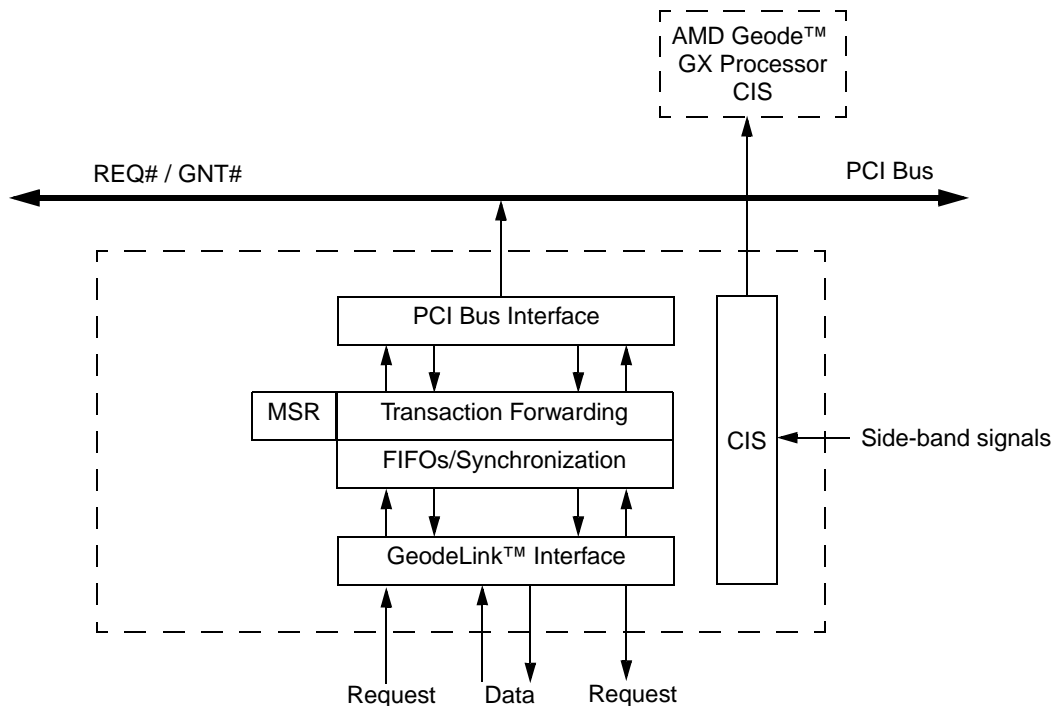 AMD Geode™
GX Processor
CIS
REQ# / GNT#
PCI Bus
PCI Bus Interface
MSR
Transaction Forwarding
FIFOs/Synchronization
CIS
Side-band signals
GeodeLink™ Interface
Request
Data
Request